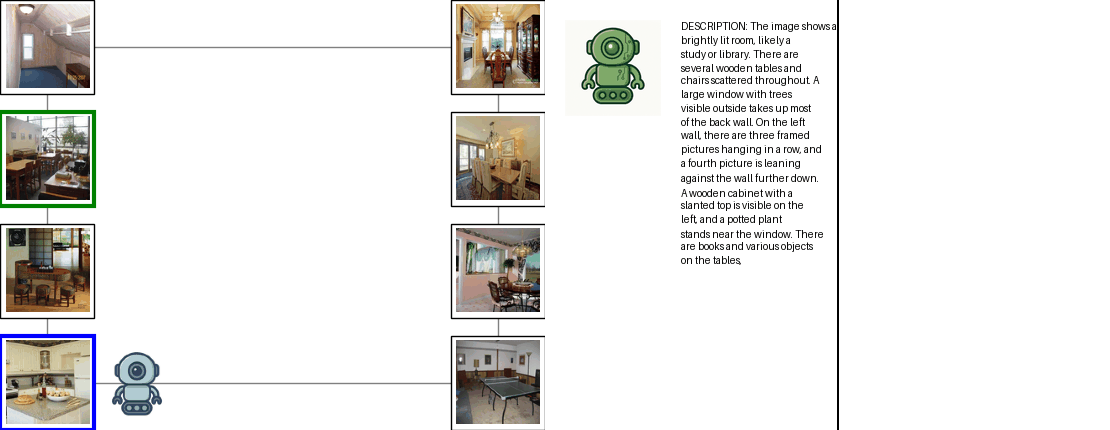 DESCRIPTION: The image shows a
brightly lit room, likely a
study or library. There are
several wooden tables and
chairs scattered throughout. A
large window with trees
visible outside takes up most
of the back wall. On the left
wall, there are three framed
pictures hanging in a row, and
a fourth picture is leaning
against the wall further down.
A wooden cabinet with a
slanted top is visible on the
left, and a potted plant
stands near the window. There
are books and various objects
on the tables,